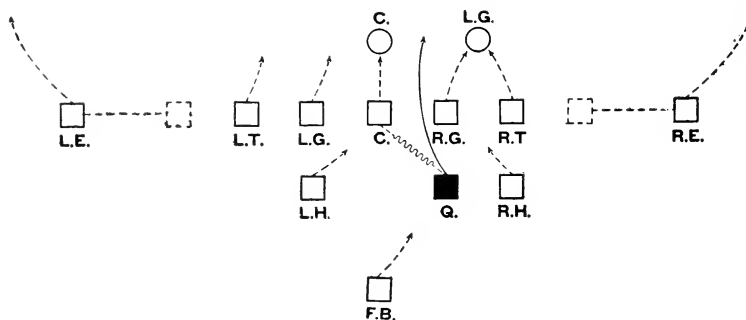 C. L.G.
L.E. L.T. L.G. C. R.G. R.T R.E.
L.H. Q. R.H.
F.B.